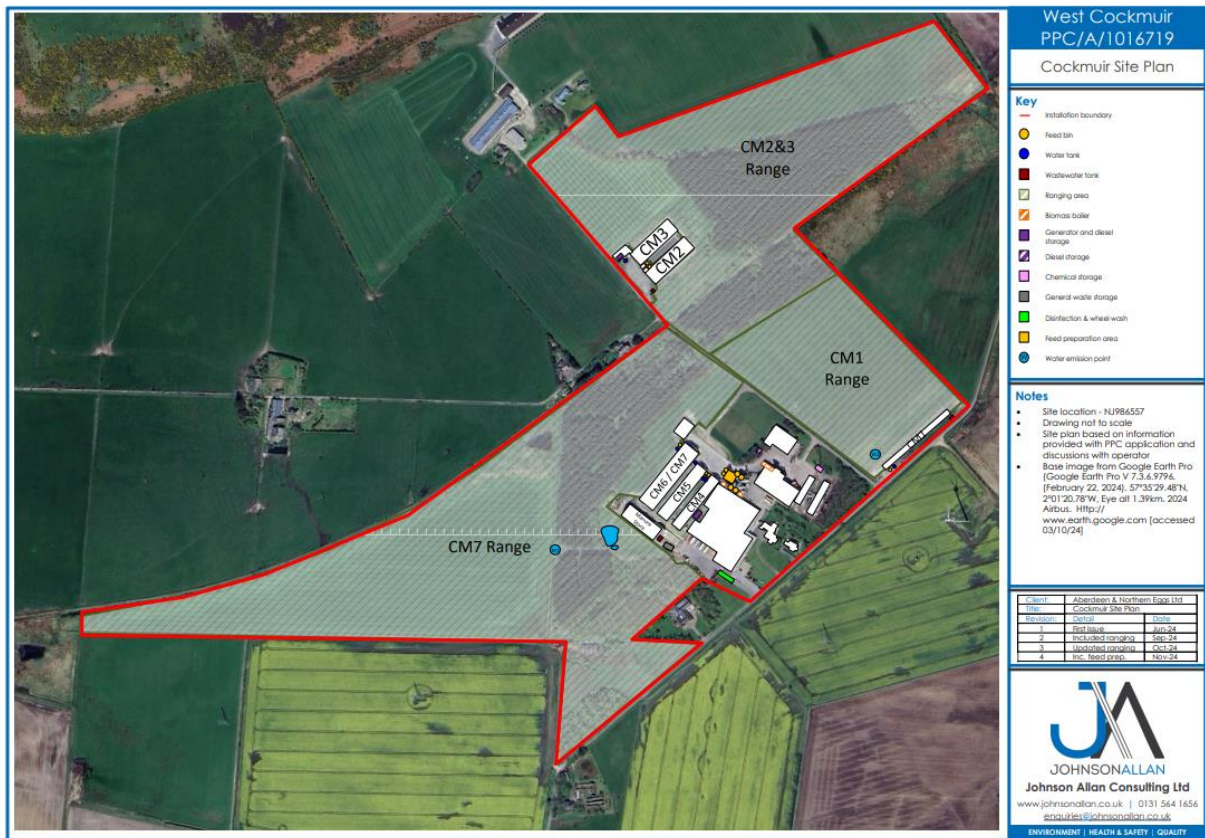 West Cockmuir
PPC/A/1016719
Cockmuir Site Plan
Key
Installation boundary
Feed bin
Water tank
Wastewater tank
Ranging area
Biomass boiler
Generator and diesel
storage
Diesel storage
Chemical storage
General waste storage
Disinfection & wheel wash
Feed preparation area
Water emission point
Notes
• Site location - NJ986557
• Drawing not to scale
• Site plan based on information
provided with PPC application and
discussions with operator
• Base image from Google Earth Pro
(Google Earth Pro V 7.3.6.9796.
(February 22, 2024). 57°35'29.48"N,
2°01'20.78"W, Eye alt 1.39km. 2024
Airbus. Http://
www.earth.google.com [accessed
03/10/24]
Client: Aberdeen & Northern Eggs Ltd
Title: Cockmuir Site Plan
Revision: Detail Date
1 First issue Jun-24
2 Included ranging Sep-24
3 Updated ranging Oct-24
4 Inc. feed prep. Nov-24
JOHNSONALLAN
Johnson Allan Consulting Ltd
www.johnsonallan.co.uk | 0131 564 1656
enquiries@johnsonallan.co.uk
ENVIRONMENT | HEALTH & SAFETY | QUALITY
CM2&3
Range
CM3
CM2
CM1
Range
CM1
CM6 / CM7
CM5
CM4
Manure
Store
CM7 Range